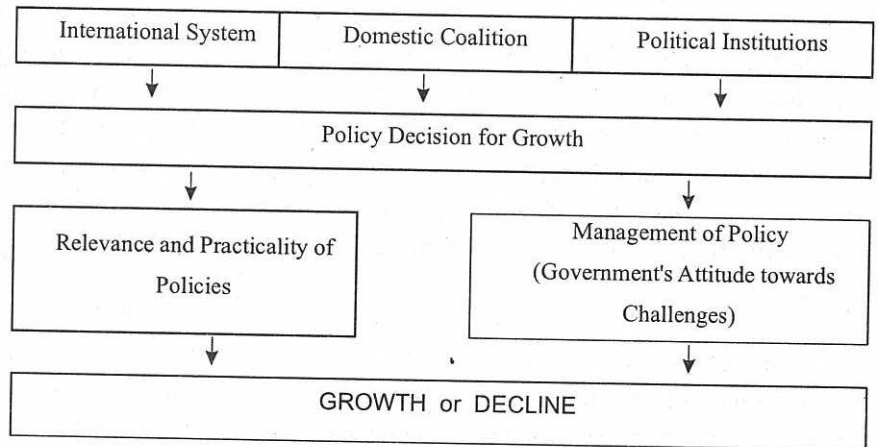 International System
Domestic Coalition
Political Institutions
Policy Decision for Growth
Relevance and Practicality of
Policies
Management of Policy
(Government's Attitude towards
Challenges)
GROWTH or DECLINE